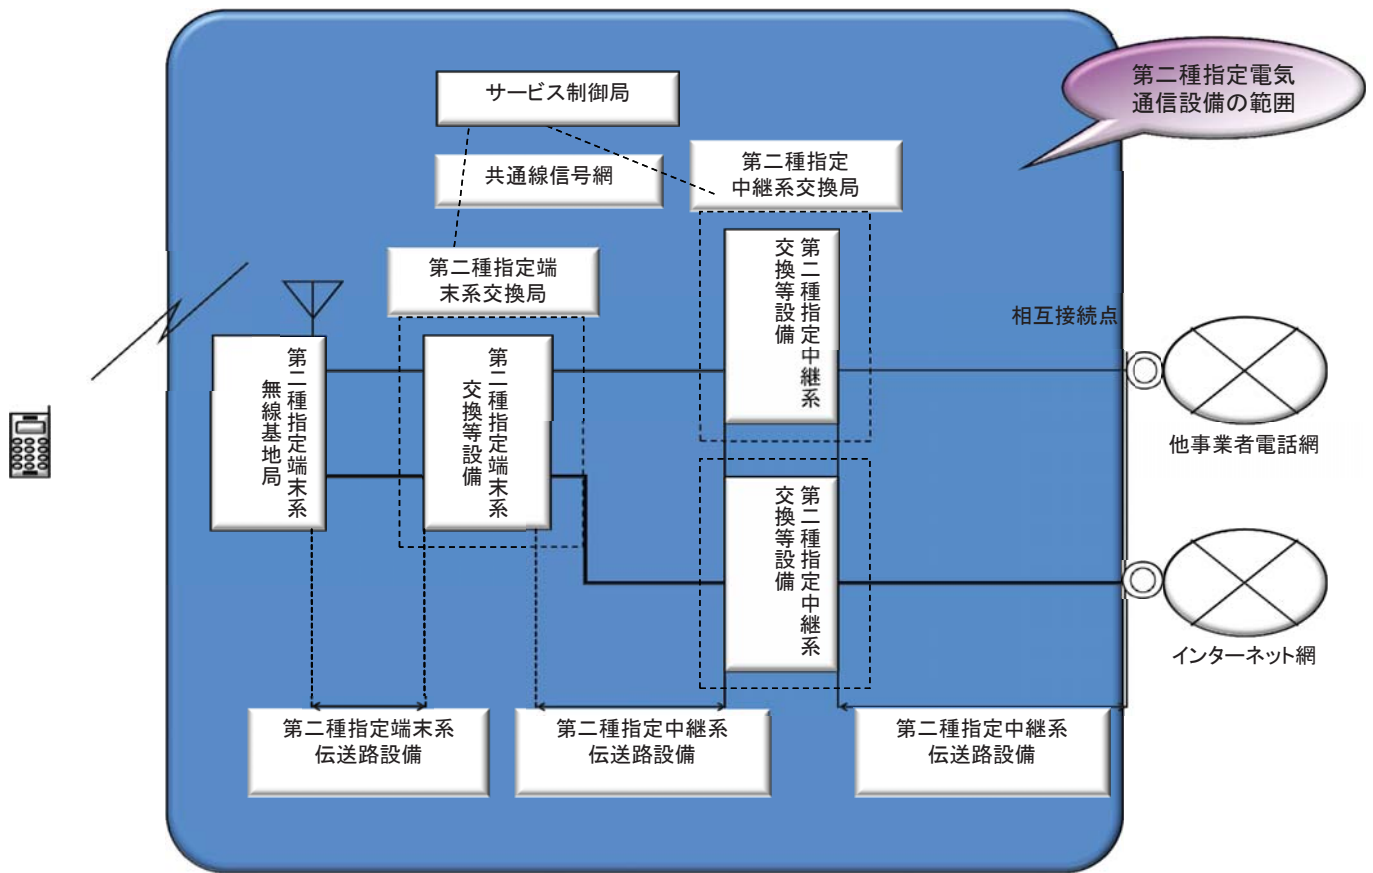 第二種指定電気
通信設備の範囲
サービス制御局
共通線信号網
第二種指定
中継系交換局
第二種指定端
末系交換局
第二種指定端末系
無線基地局
第二種指定端末系
交換等設備
第二種指定中継系
交換等設備
第二種指定中継系
交換等設備
相互接続点
他事業者電話網
インターネット網
第二種指定端末系
伝送路設備
第二種指定中継系
伝送路設備
第二種指定中継系
伝送路設備